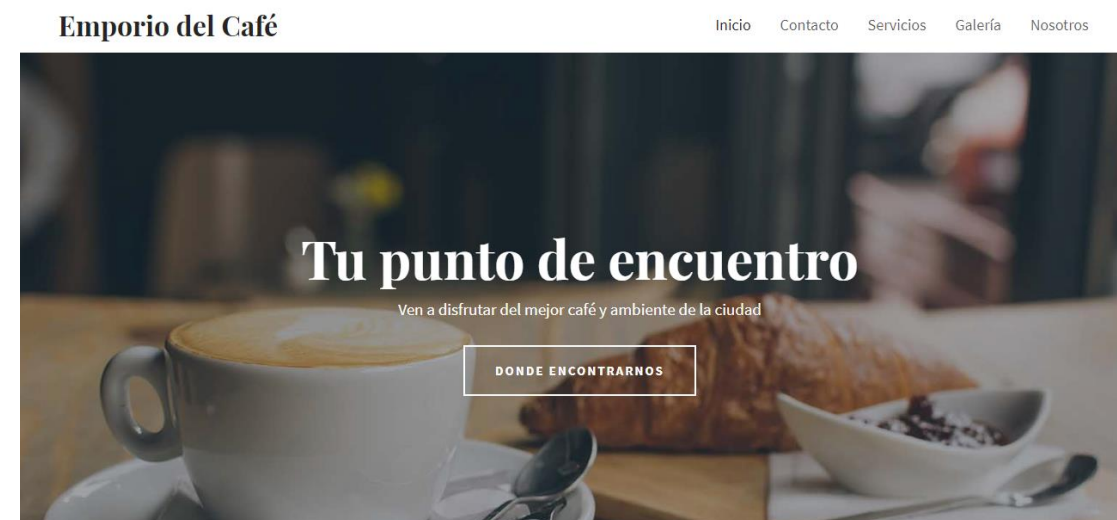 Emporio del Café
Inicio Contacto Servicios Galería Nosotros
Tu punto de encuentro
Ven a disfrutar del mejor café y ambiente de la ciudad
DONDE ENCONTRARNOS